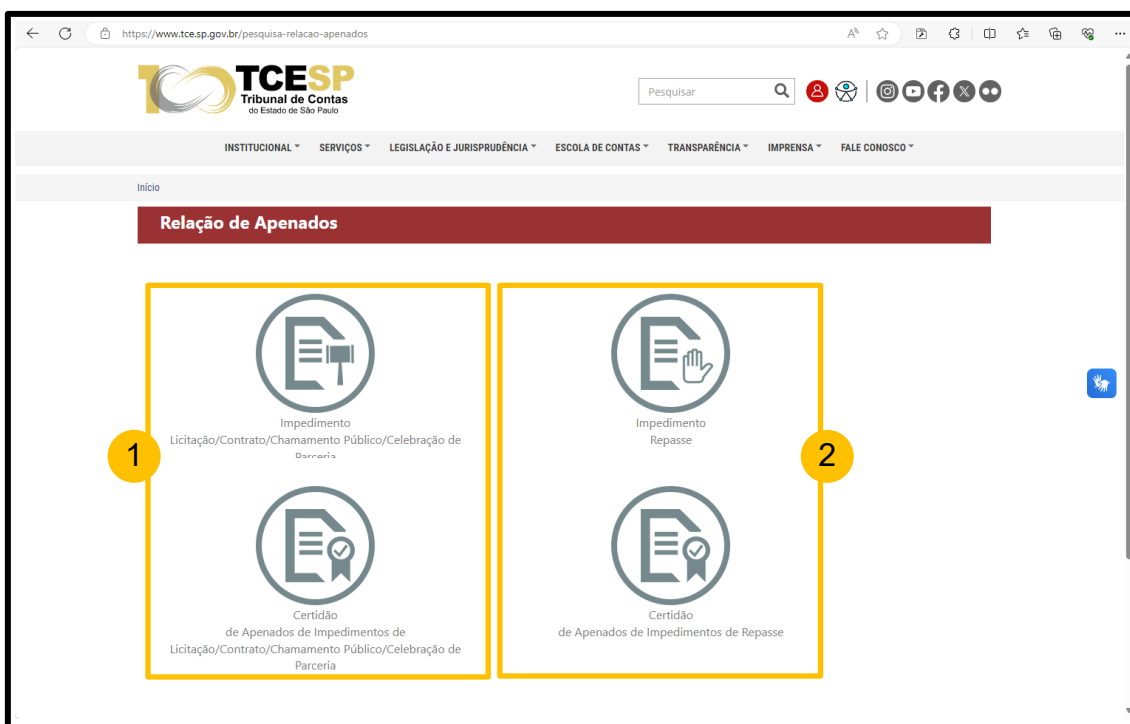 https://www.tce.sp.gov.br/pesquisa-relacao-apenados
TCESP
Tribunal de Contas
do Estado de São Paulo
Pesquisar
INSTITUCIONAL SERVIÇOS LEGISLAÇÃO E JURISPRUDÊNCIA ESCOLA DE CONTAS TRANSPARÊNCIA IMPRENSA FALE CONOSCO
Início
Relação de Apenados
1
Impedimento
Licitação/Contrato/Chamamento Público/Celebração de
Parceria
Certidão
de Apenados de Impedimentos de
Licitação/Contrato/Chamamento Público/Celebração de
Parceria
2
Impedimento
Repasse
Certidão
de Apenados de Impedimentos de Repasse